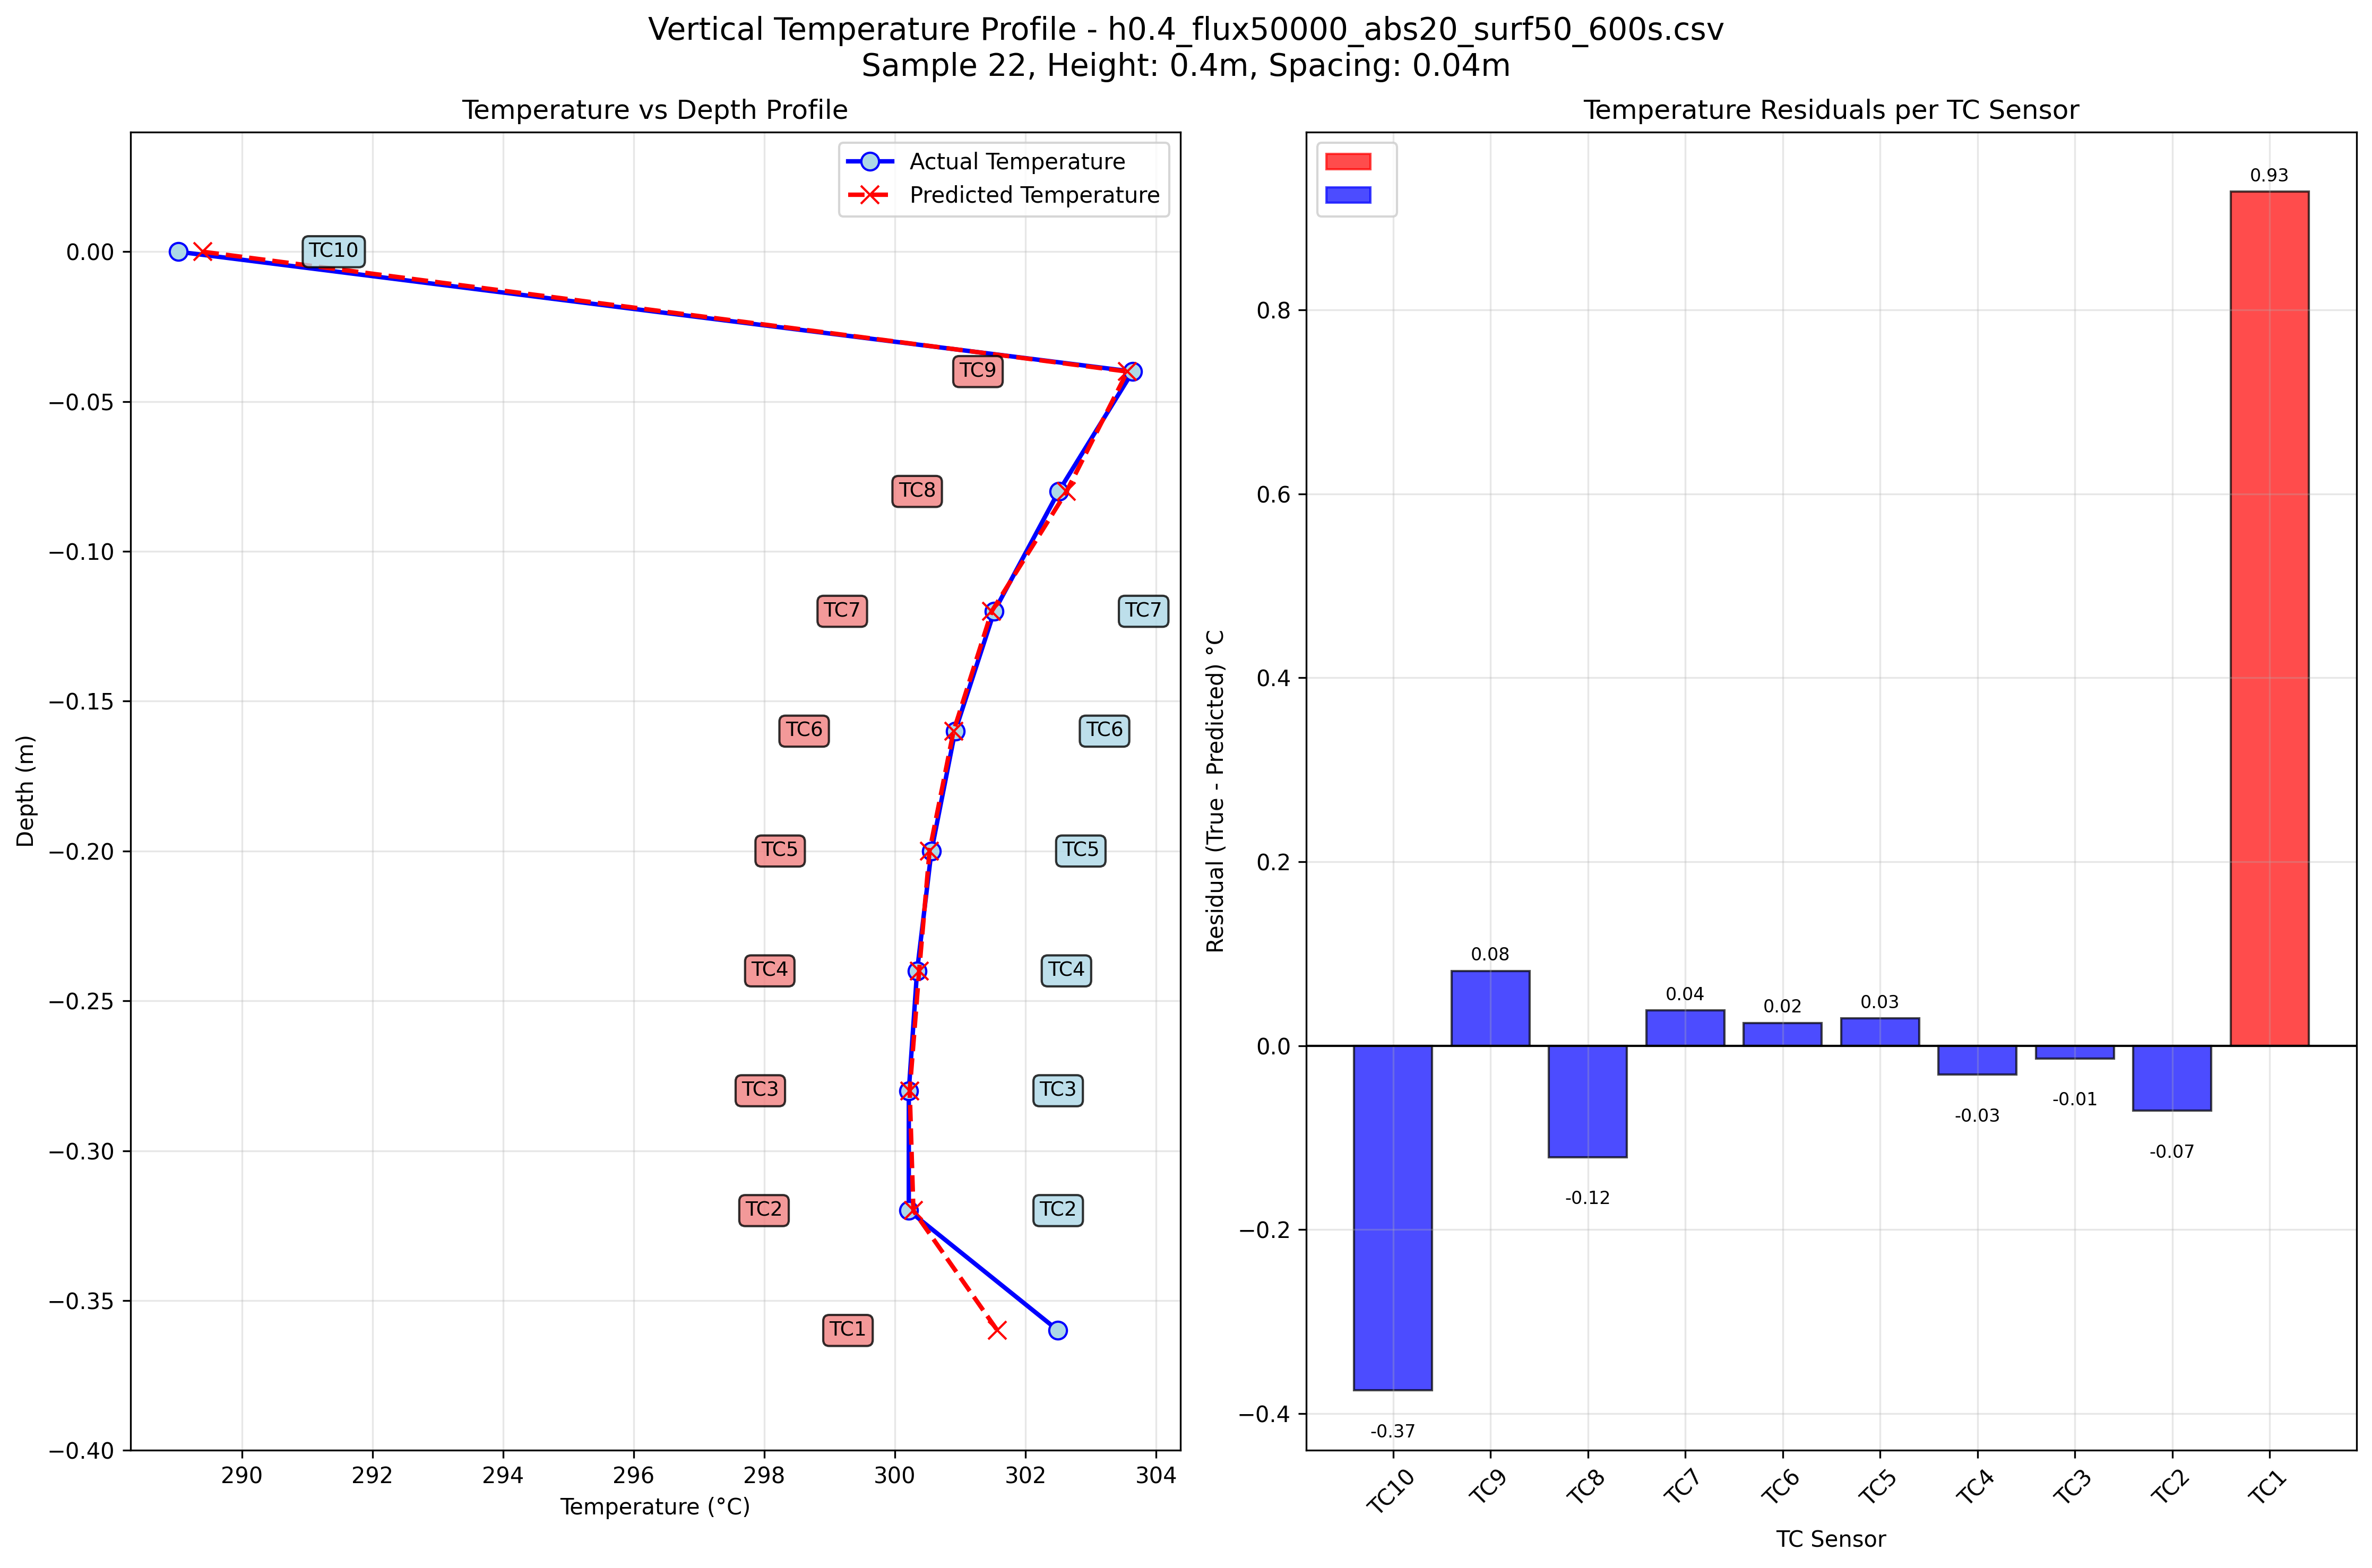 Vertical Temperature Profile - h0.4_flux50000_abs20_surf50_600s.csv
Sample 22, Height: 0.4m, Spacing: 0.04m
Temperature vs Depth Profile
Actual Temperature
Predicted Temperature
TC10
TC9
TC8
TC7
TC7
TC6
TC6
TC5
TC5
TC4
TC4
TC3
TC3
TC2
TC2
TC1
0.00
−0.05
−0.10
−0.15
−0.20
−0.25
−0.30
−0.35
−0.40
Depth (m)
290
292
294
296
298
300
302
304
Temperature (°C)
Temperature Residuals per TC Sensor
0.93
0.08
0.04
0.02
0.03
-0.03
-0.01
-0.07
-0.12
-0.37
0.8
0.6
0.4
0.2
0.0
−0.2
−0.4
Residual (True - Predicted) °C
TC10
TC9
TC8
TC7
TC6
TC5
TC4
TC3
TC2
TC1
TC Sensor